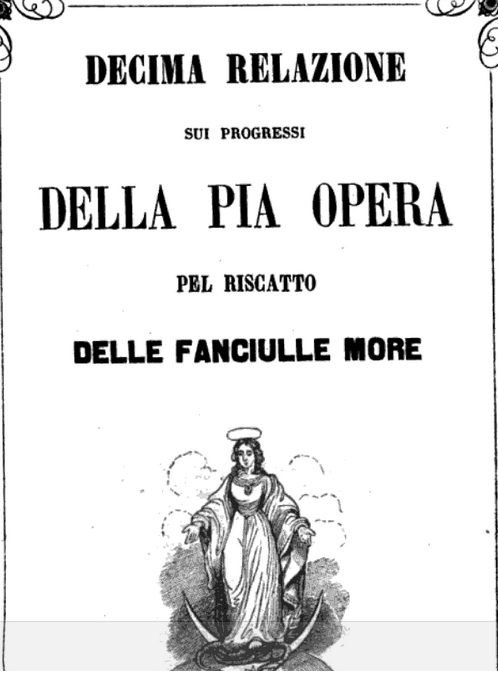 DECIMA RELAZIONE
SUI PROGRESSI
DELLA PIA OPERA
PEL RISCATTO
DELLE FANCIULLE MORE